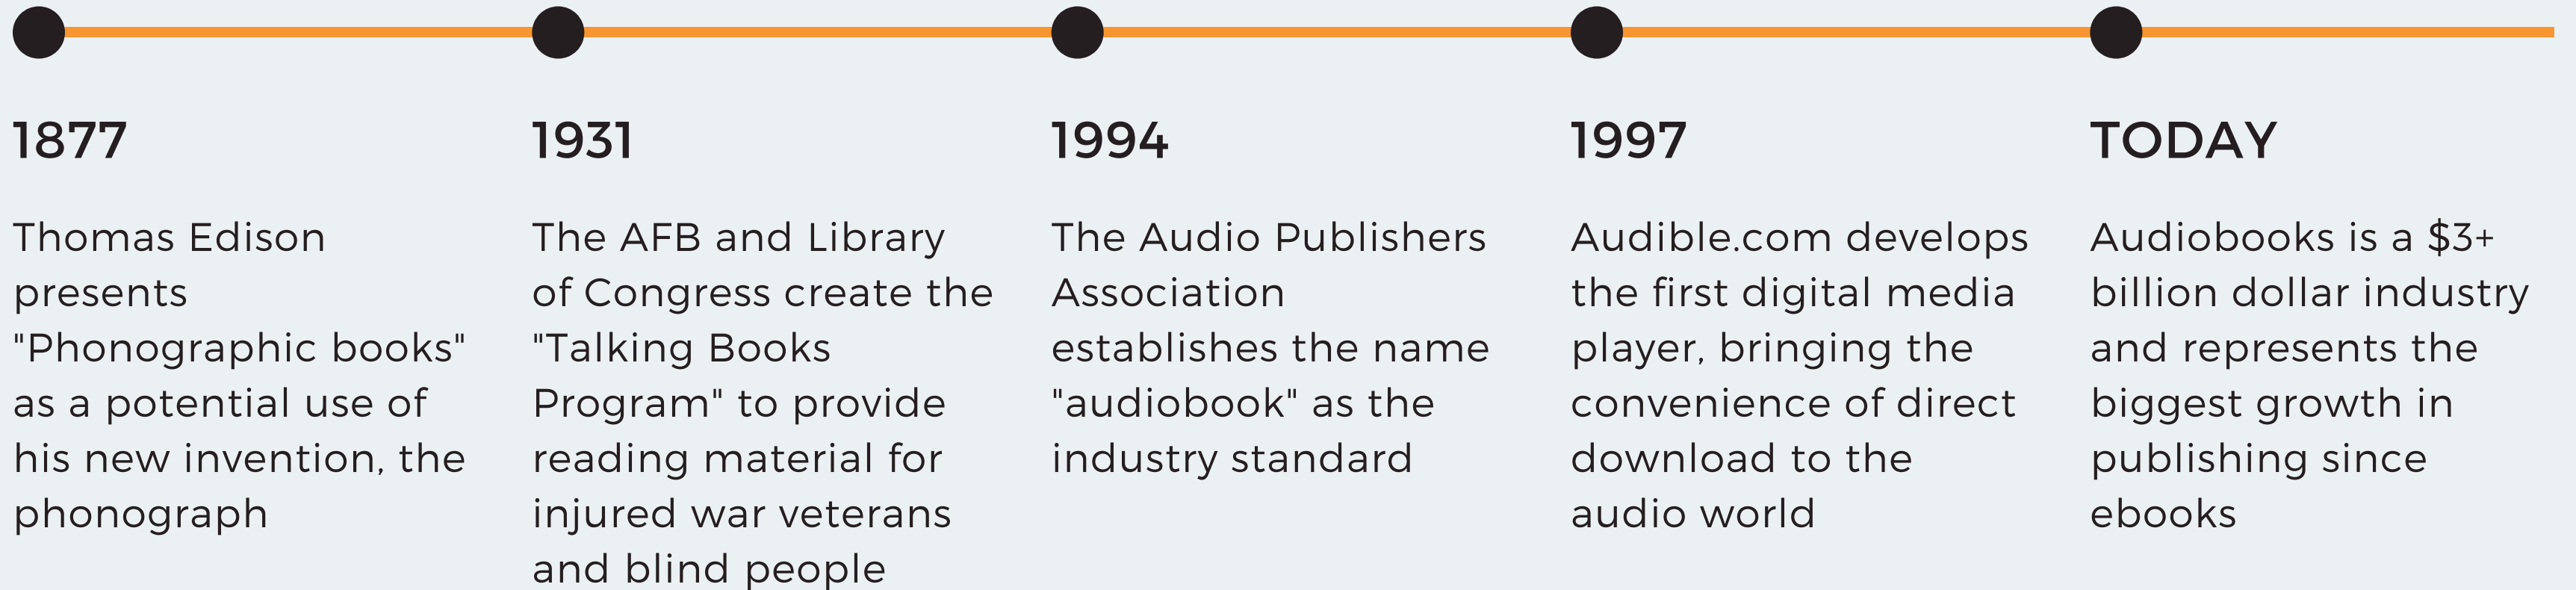 1877
Thomas Edison
presents
"Phonographic books"
as a potential use of
his new invention, the
phonograph
1931
The AFB and Library
of Congress create the
"Talking Books
Program" to provide
reading material for
injured war veterans
and blind people
1994
The Audio Publishers
Association
establishes the name
"audiobook" as the
industry standard
1997
Audible.com develops
the first digital media
player, bringing the
convenience of direct
download to the
audio world
TODAY
Audiobooks is a $3+
billion dollar industry
and represents the
biggest growth in
publishing since
ebooks